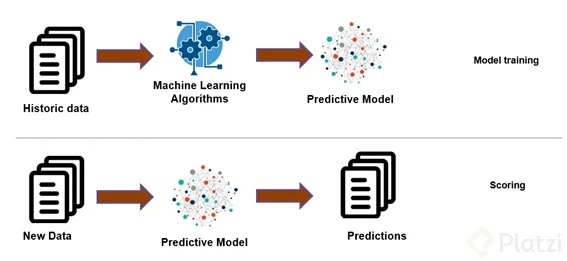 Historic data
Machine Learning
Algorithms
Predictive Model
Model training
New Data
Predictive Model
Predictions
Scoring
Platzi